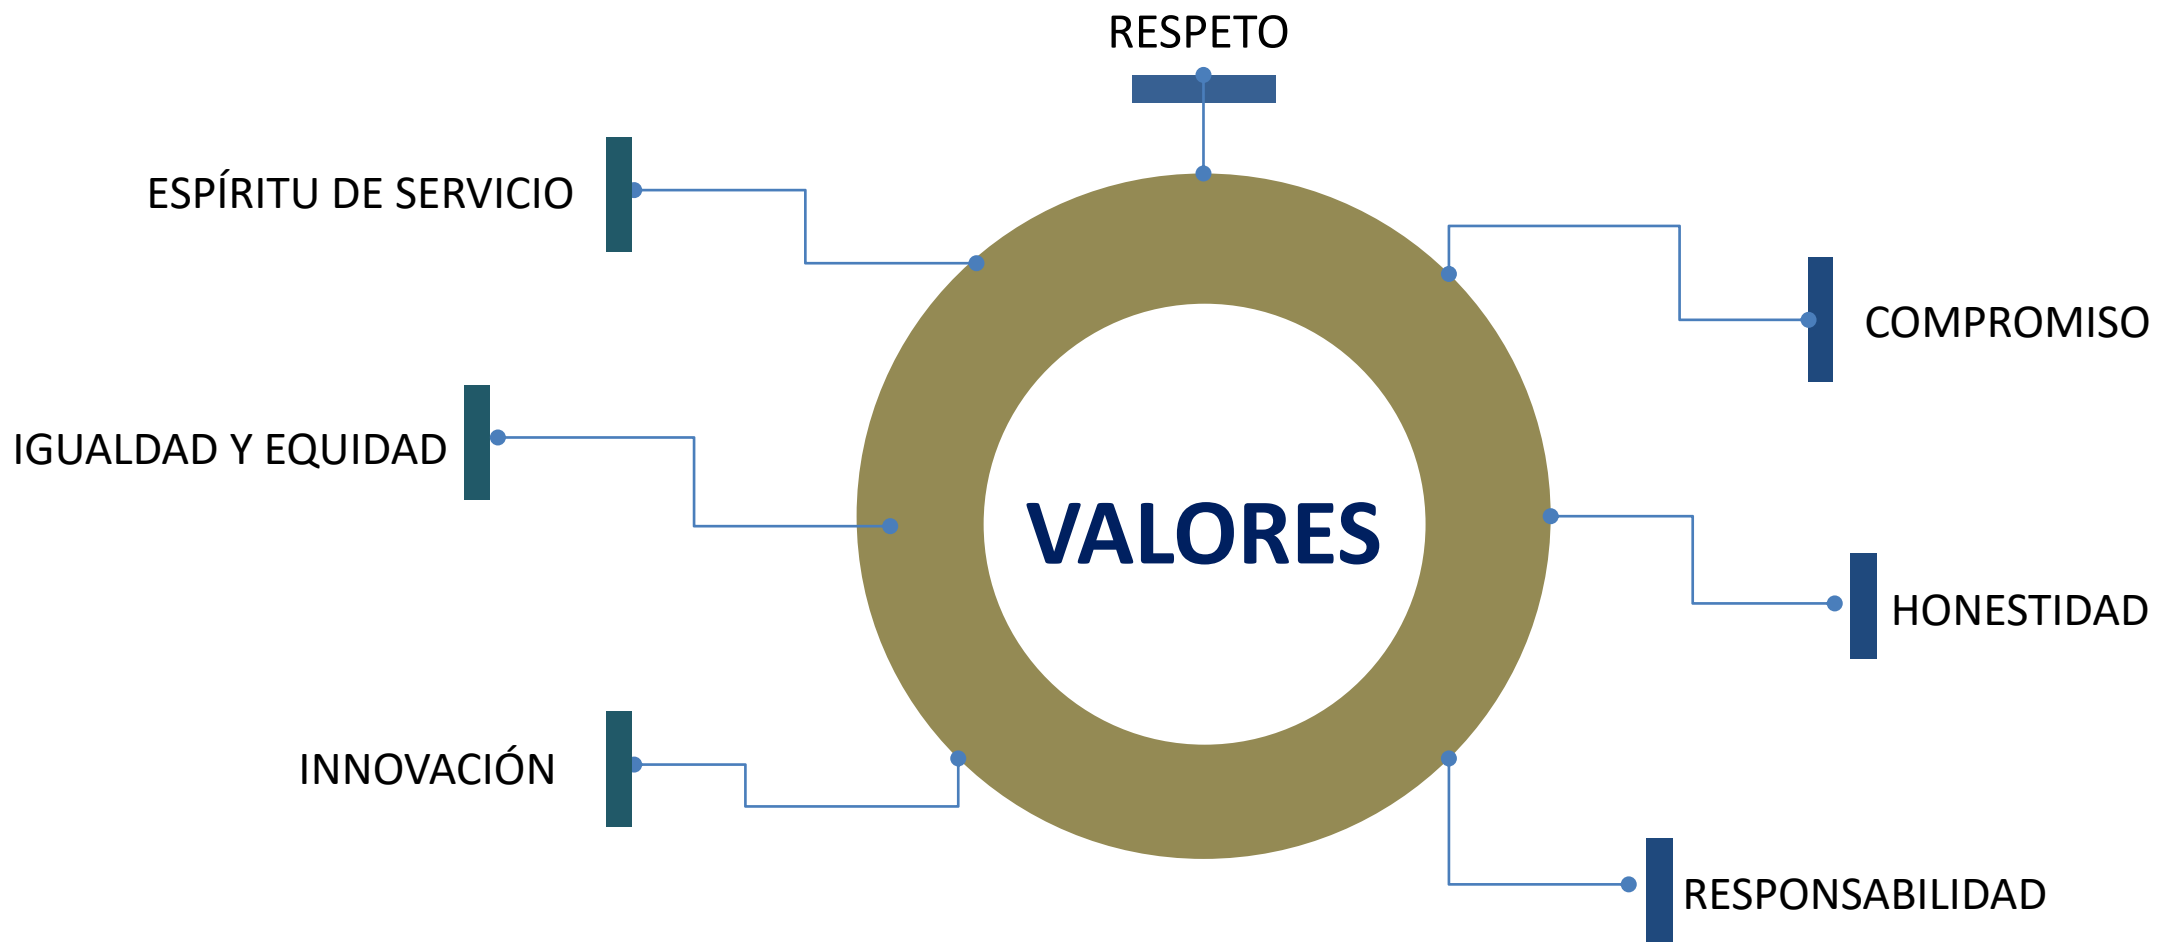 RESPETO
ESPÍRITU DE SERVICIO
COMPROMISO
IGUALDAD Y EQUIDAD
VALORES
HONESTIDAD
INNOVACIÓN
RESPONSABILIDAD